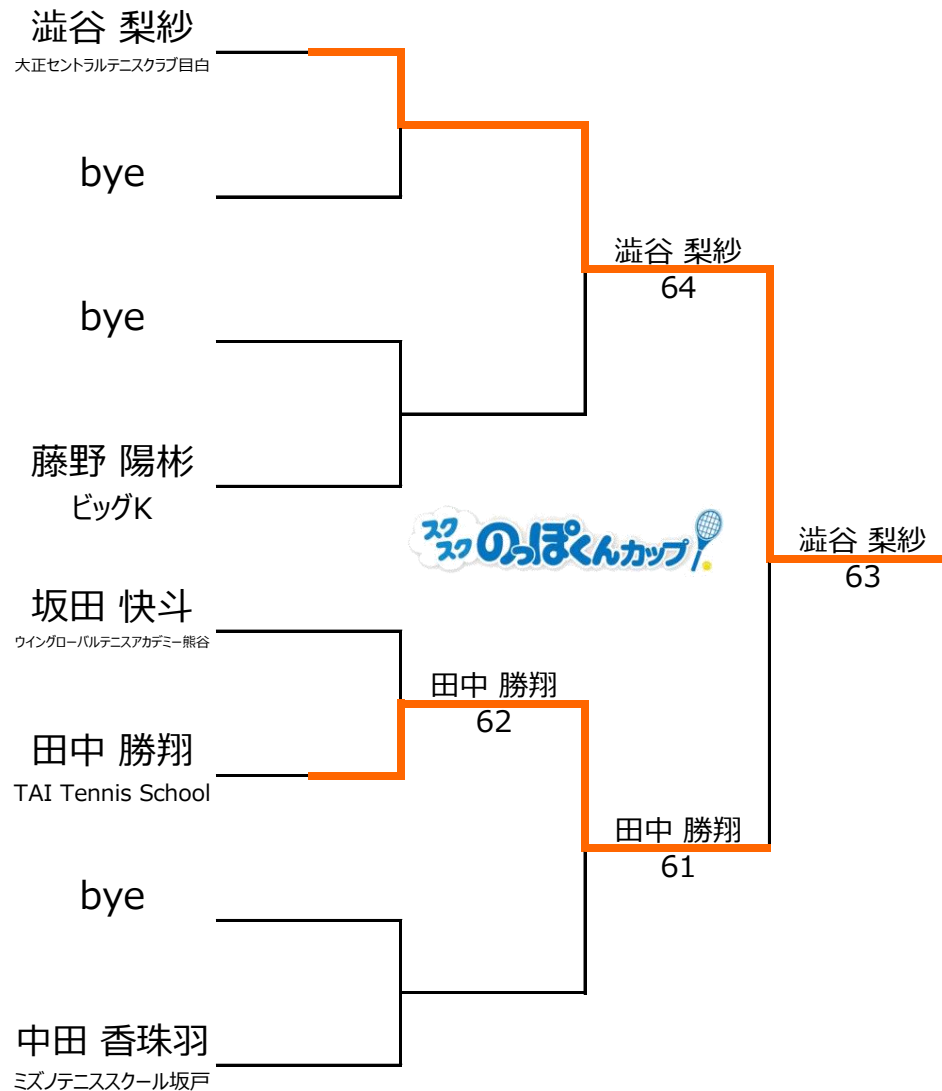 澁谷 梨紗
大正セントラルテニスクラブ目白
bye
bye
藤野 陽彬
ビッグK
坂田 快斗
ウイングローバルテニスアカデミー熊谷
田中 勝翔
TAI Tennis School
bye
中田 香珠羽
ミズノテニススクール坂戸
田中 勝翔
62
澁谷 梨紗
64
田中 勝翔
61
スクスク のっぽくんカップ
澁谷 梨紗
63